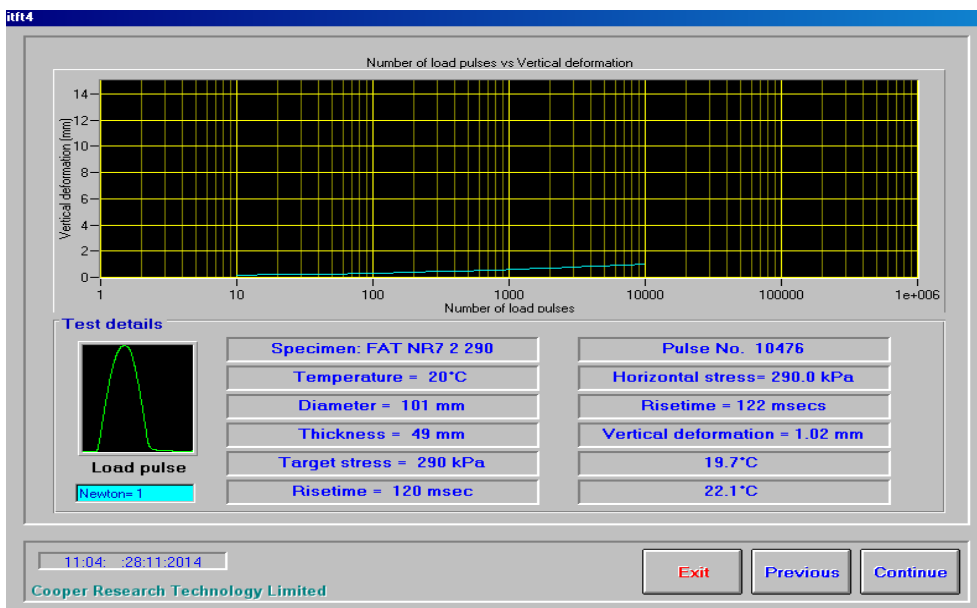 itft4
Number of load pulses vs Vertical deformation
Vertical deformation (mm)
14
12
10
8
6
4
2
0
1 10 100 1000 10000 100000 1e+006
Number of load pulses
Test details
Load pulse
Newton= 1
Specimen: FAT NR7 2 290
Temperature = 20°C
Diameter = 101 mm
Thickness = 49 mm
Target stress = 290 kPa
Risetime = 120 msec
Pulse No. 10476
Horizontal stress= 290.0 kPa
Risetime = 122 msecs
Vertical deformation = 1.02 mm
19.7°C
22.1°C
11:04: :28:11:2014
Exit
Previous
Continue
Cooper Research Technology Limited